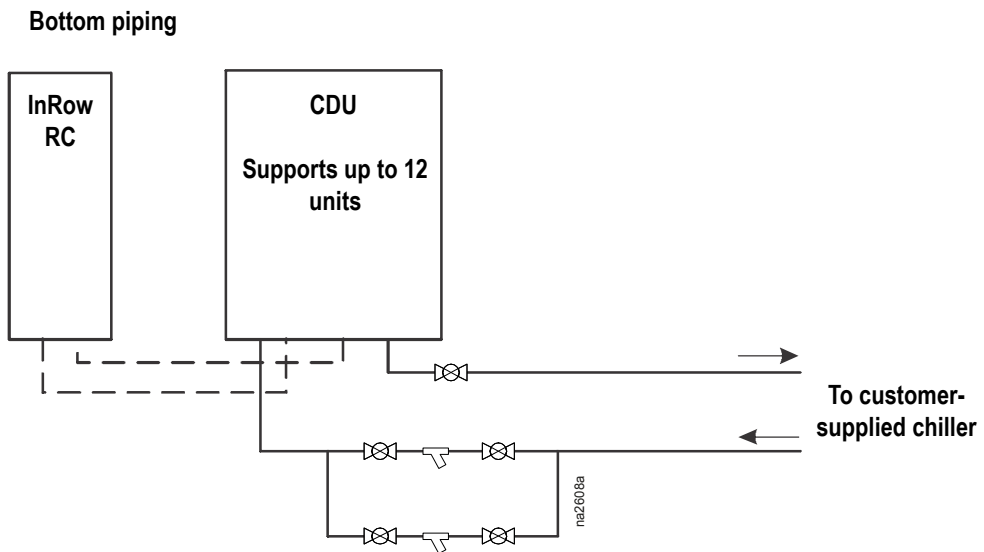 Bottom piping
InRow
RC
CDU
Supports up to 12
units
To customer-
supplied chiller
na2608a